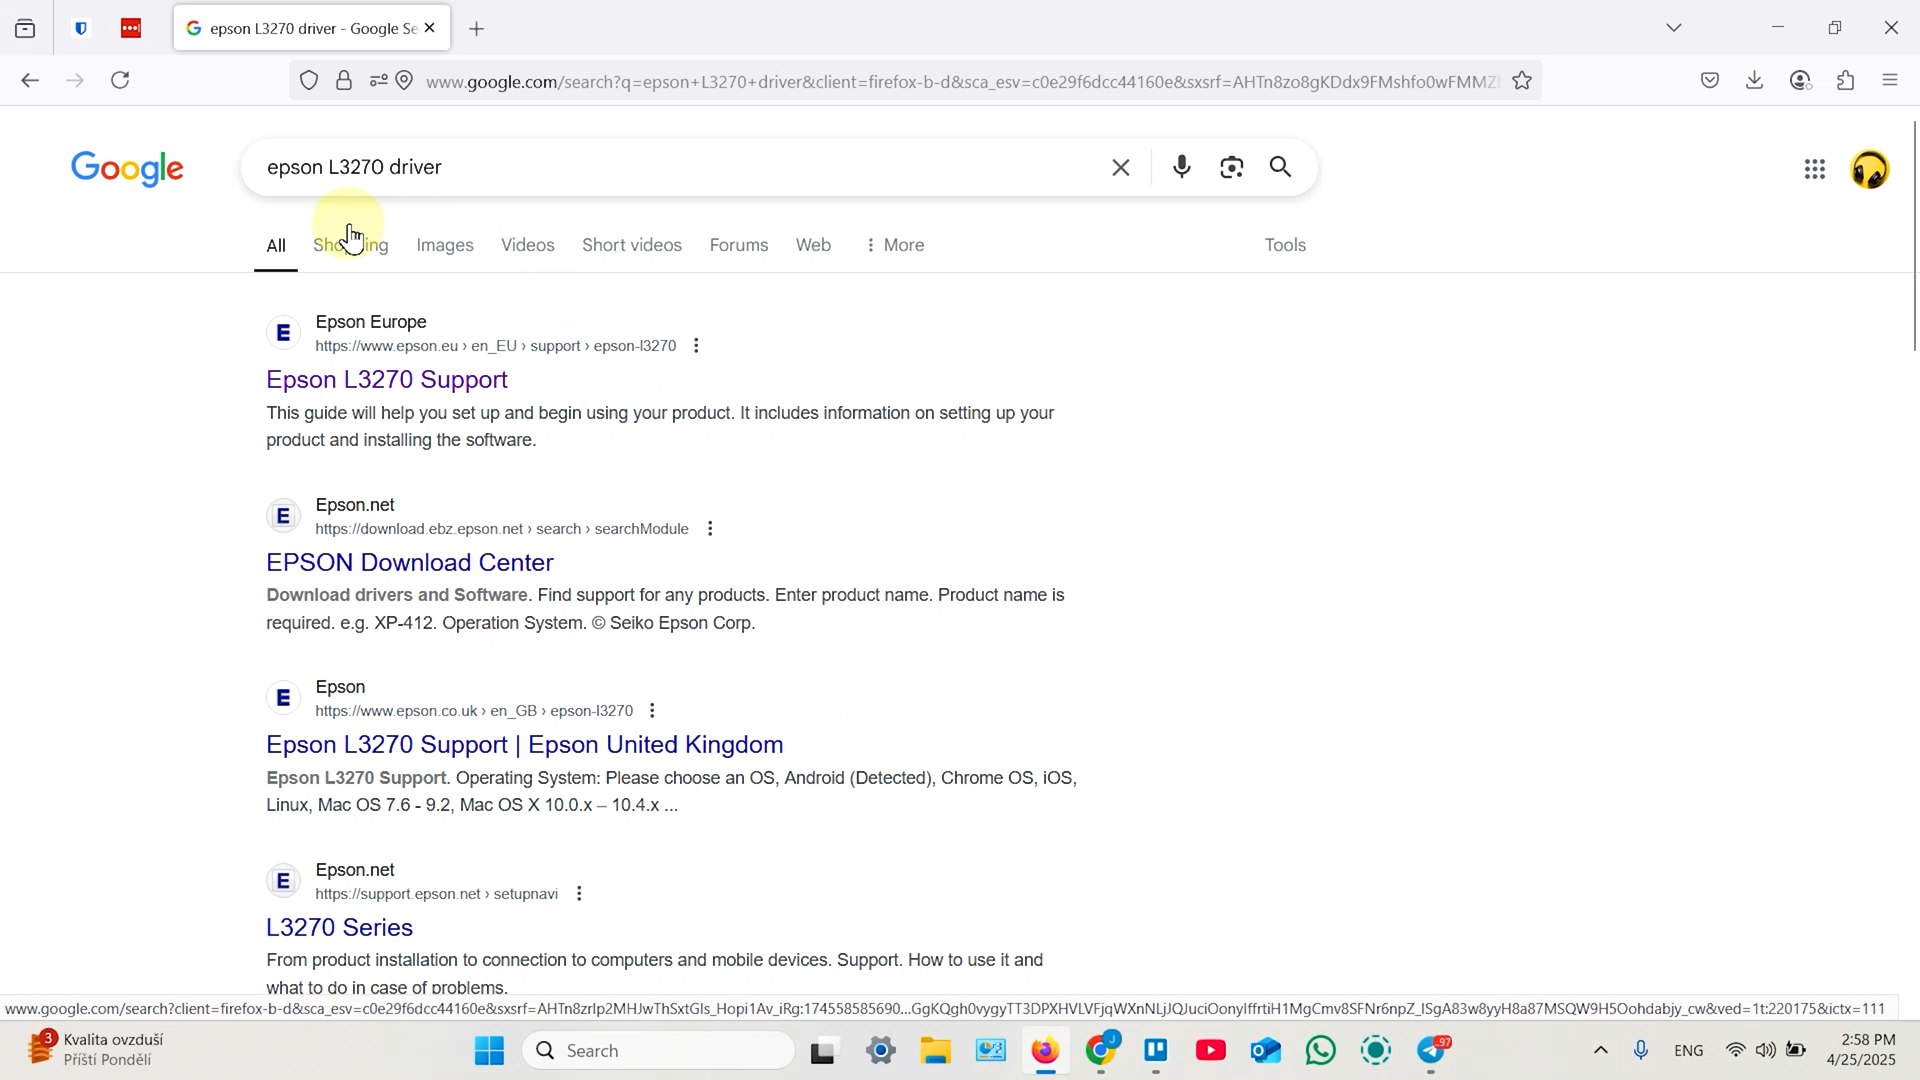 epson L3270 driver - Google Se
www.google.com/search?q=epson+L3270+driver&client=firefox-b-d&sca_esv=c0e29f6dcc44160e&sxsrf=AHTn8zo8gKDdx9FMshfo0wFMMZ
Google
epson L3270 driver
All
Images
Videos
Short videos
Forums
Web
More
Tools
E
Epson Europe
https://www.epson.eu › en_EU › support › epson-l3270
Epson L3270 Support
This guide will help you set up and begin using your product. It includes information on setting up your
product and installing the software.
E
Epson.net
https://download.ebz.epson.net › search › searchModule
EPSON Download Center
Download drivers and Software. Find support for any products. Enter product name. Product name is
required. e.g. XP-412. Operation System. © Seiko Epson Corp.
E
Epson
https://www.epson.co.uk › en_GB › epson-l3270
Epson L3270 Support | Epson United Kingdom
Epson L3270 Support. Operating System: Please choose an OS, Android (Detected), Chrome OS, iOS,
Linux, Mac OS 7.6 - 9.2, Mac OS X 10.0.x – 10.4.x ...
E
Epson.net
https://support.epson.net › setupnavi
L3270 Series
From product installation to connection to computers and mobile devices. Support. How to use it and
what to do in case of problems.
3
Kvalita ovzduší
Příští Pondělí
Search
J
97
ENG
2:58 PM
4/25/2025